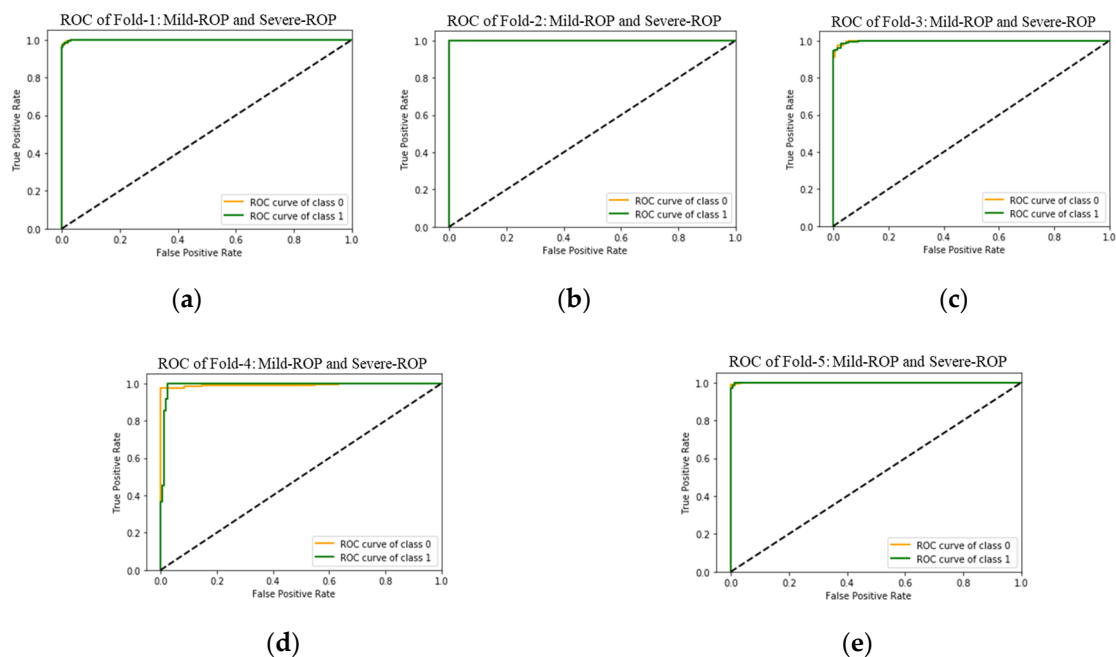 ROC of Fold-1: Mild-ROP and Severe-ROP
1.0
0.8
0.6
0.4
0.2
0.0
True Positive Rate
ROC curve of class 0
ROC curve of class 1
0.0 0.2 0.4 0.6 0.8 1.0
False Positive Rate
(a)
ROC of Fold-2: Mild-ROP and Severe-ROP
1.0
0.8
0.6
0.4
0.2
0.0
True Positive Rate
ROC curve of class 0
ROC curve of class 1
0.0 0.2 0.4 0.6 0.8 1.0
False Positive Rate
(b)
ROC of Fold-3: Mild-ROP and Severe-ROP
1.0
0.8
0.6
0.4
0.2
0.0
True Positive Rate
ROC curve of class 0
ROC curve of class 1
0.0 0.2 0.4 0.6 0.8 1.0
False Positive Rate
(c)
ROC of Fold-4: Mild-ROP and Severe-ROP
1.0
0.8
0.6
0.4
0.2
0.0
True Positive Rate
ROC curve of class 0
ROC curve of class 1
0.0 0.2 0.4 0.6 0.8 1.0
False Positive Rate
(d)
ROC of Fold-5: Mild-ROP and Severe-ROP
1.0
0.8
0.6
0.4
0.2
0.0
True Positive Rate
ROC curve of class 0
ROC curve of class 1
0.0 0.2 0.4 0.6 0.8 1.0
False Positive Rate
(e)